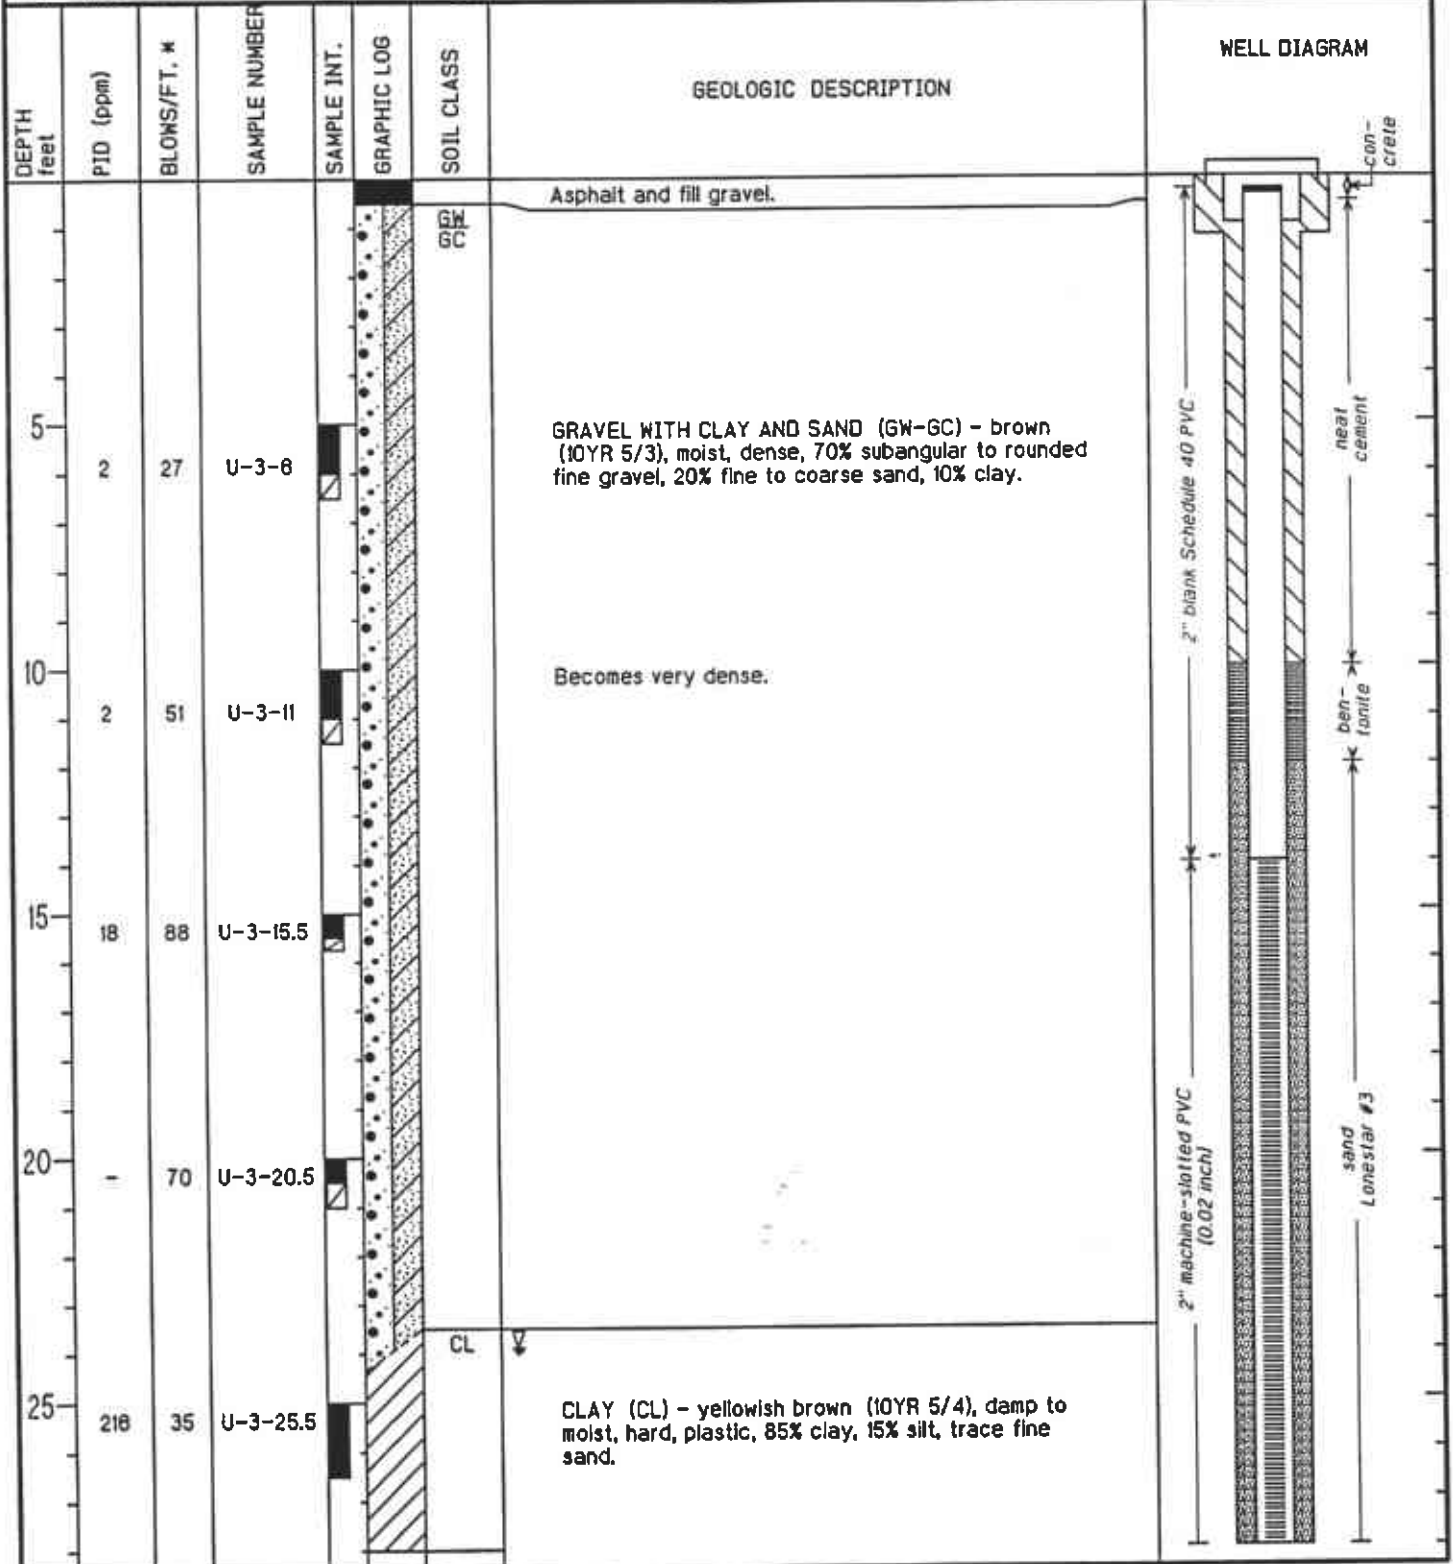 DEPTH
feet
PID (ppm)
BLOWS/FT. *
SAMPLE NUMBER
SAMPLE INT.
GRAPHIC LOG
SOIL CLASS
GEOLOGIC DESCRIPTION
WELL DIAGRAM
con-
crete
Asphalt and fill gravel.
GW
GC
5
2
27
U-3-6
GRAVEL WITH CLAY AND SAND (GW-GC) - brown
(10YR 5/3), moist, dense, 70% subangular to rounded
fine gravel, 20% fine to coarse sand, 10% clay.
2" blank Schedule 40 PVC
neat
cement
10
2
51
U-3-11
Becomes very dense.
ben-
tonite
15
18
88
U-3-15.5
20
-
70
U-3-20.5
2" machine-slotted PVC
(0.02 inch)
sand
Lonestar #3
CL
25
218
35
U-3-25.5
CLAY (CL) - yellowish brown (10YR 5/4), damp to
moist, hard, plastic, 85% clay, 15% silt, trace fine
sand.